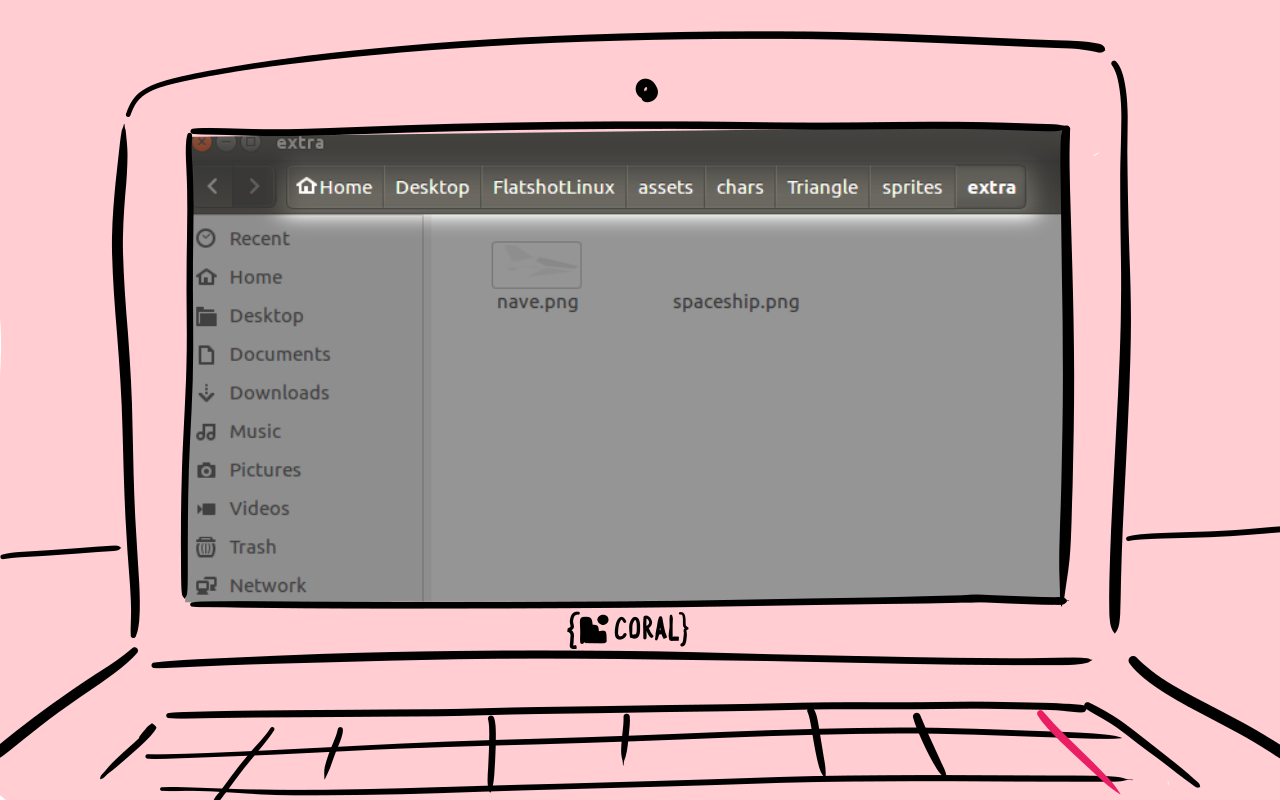 extra
Home Desktop FlatshotLinux assets chars Triangle sprites extra
Recent
Home
Desktop
Documents
Downloads
Music
Pictures
Videos
Trash
Network
nave.png spaceship.png
{CORAL}